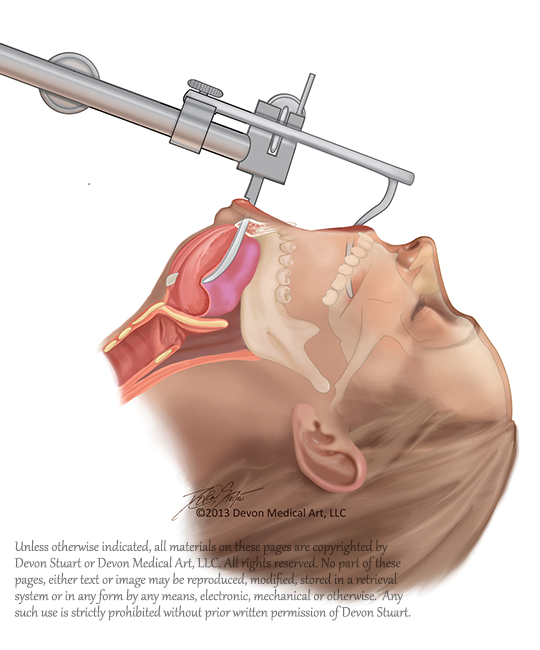 ©2013 Devon Medical Art, LLC
Unless otherwise indicated, all materials on these pages are copyrighted by
Devon Stuart or Devon Medical Art, LLC. All rights reserved. No part of these
pages, either text or image may be reproduced, modified, stored in a retrieval
system or in any form by any means, electronic, mechanical or otherwise. Any
such use is strictly prohibited without prior written permission of Devon Stuart.